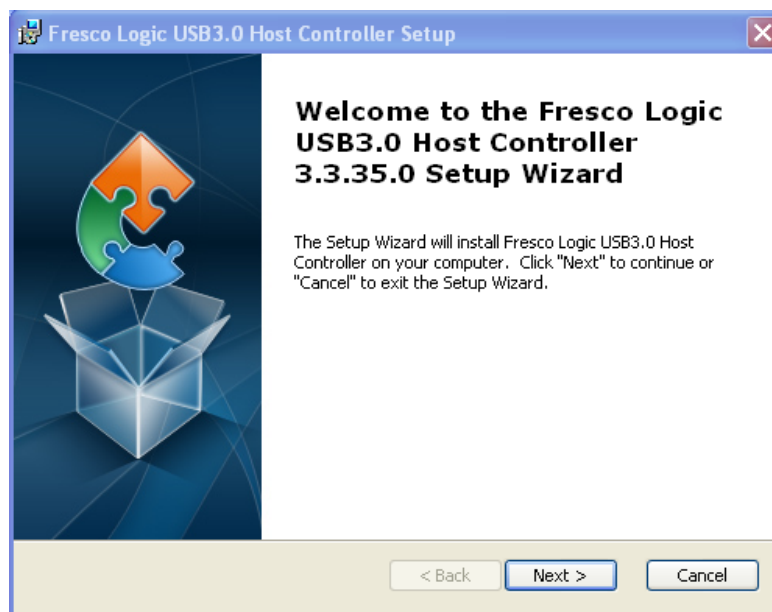 Fresco Logic USB3.0 Host Controller Setup
Welcome to the Fresco Logic
USB3.0 Host Controller
3.3.35.0 Setup Wizard
The Setup Wizard will install Fresco Logic USB3.0 Host
Controller on your computer. Click "Next" to continue or
"Cancel" to exit the Setup Wizard.
< Back
Next >
Cancel